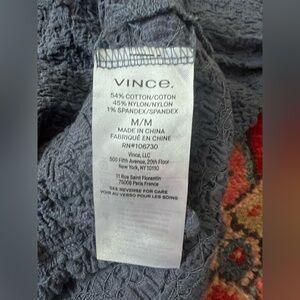 VINCE.
54% COTTON/COTON
45% NYLON/NYLON
1% SPANDEX/SPANDEX
M/M
MADE IN CHINA
FABRIQUÉ EN CHINE
RN#106730
Vince, LLC
500 Fifth Avenue, 20th Floor
New York, NY 10110
11 Rue Saint Florentin
75008 Paris France
SEE REVERSE FOR CARE
VOIR AU VERSO POUR LES SOINS